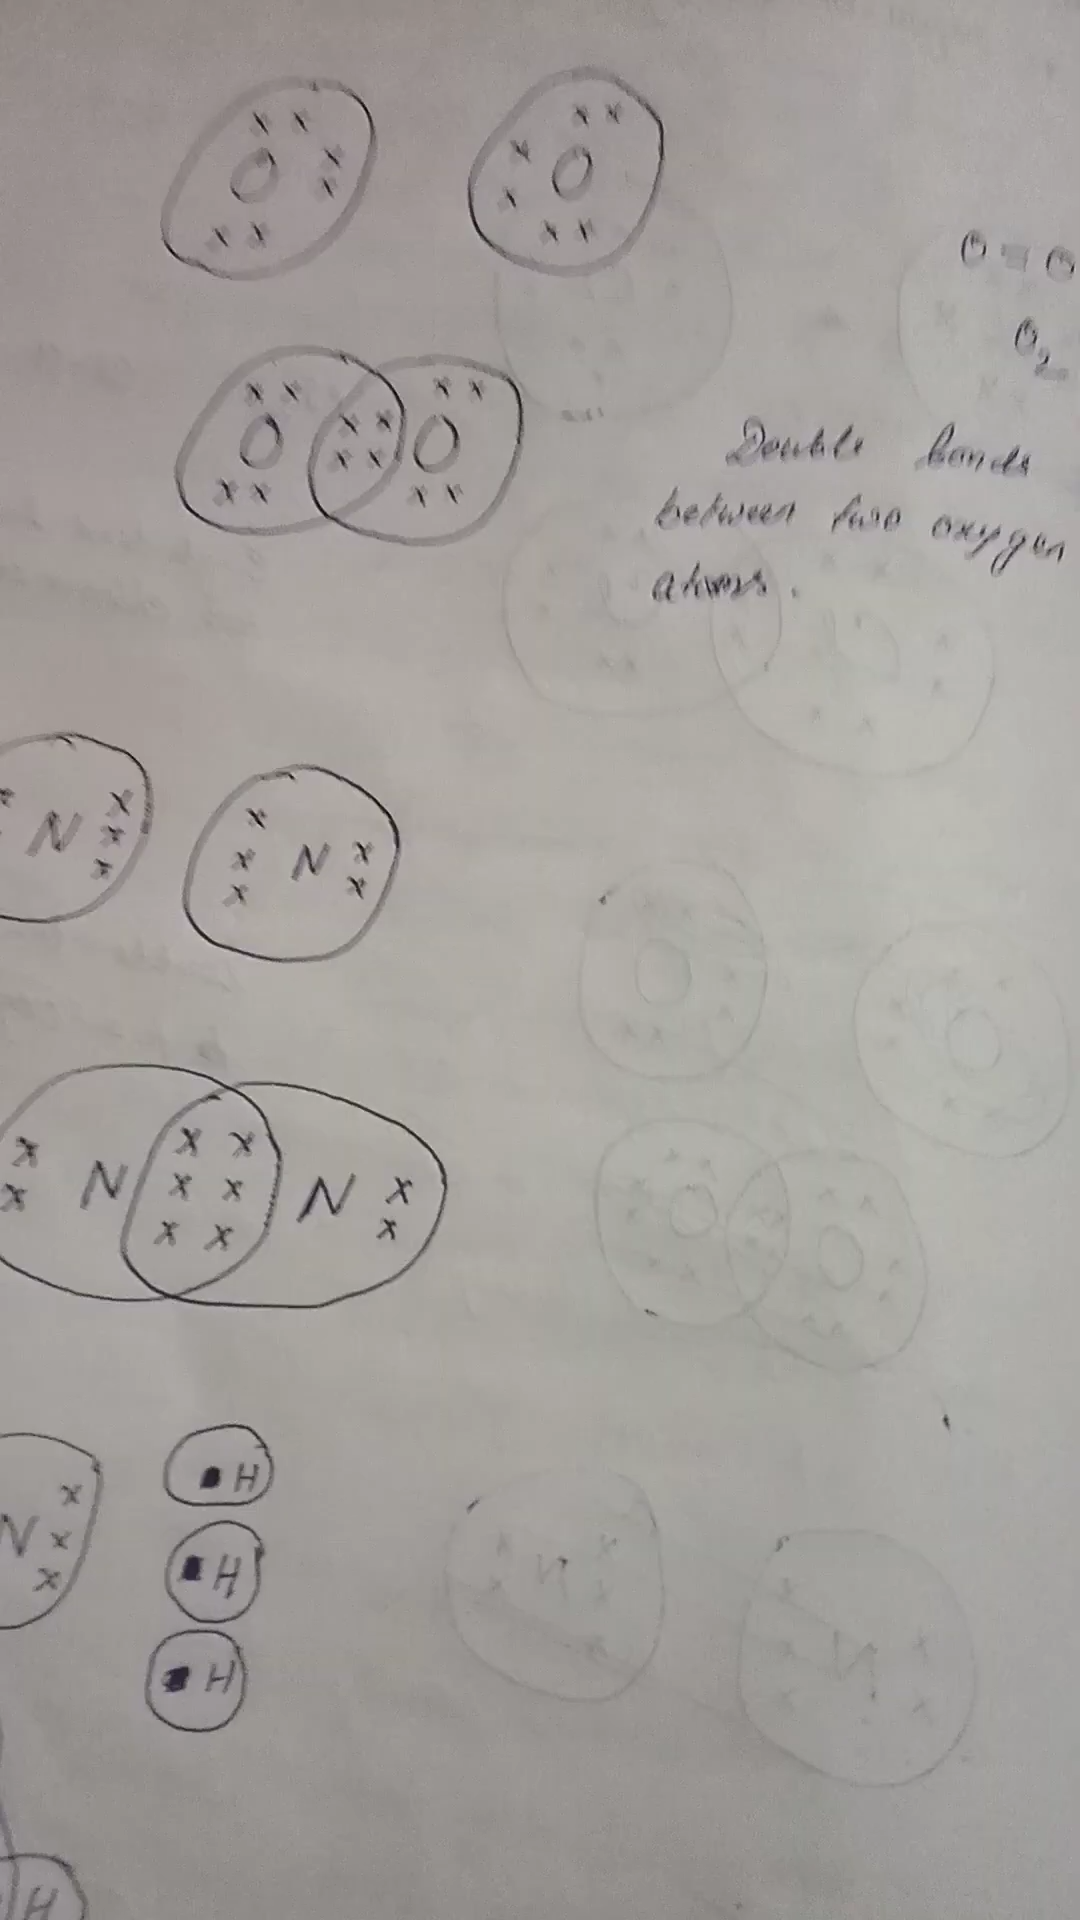 O O
O = O
O2
O O
Double bonds
between two oxygen
atoms.
N N
N N
H
N H
H
H